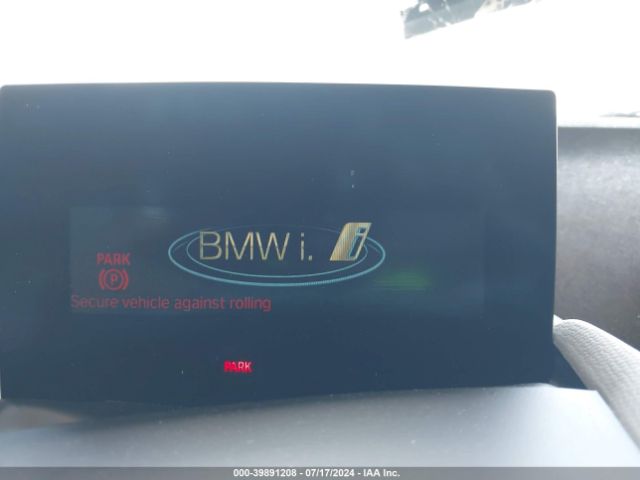 BMW i. i
PARK
P
Secure vehicle against rolling
PARK
000-39891208 - 07/17/2024 - IAA Inc.